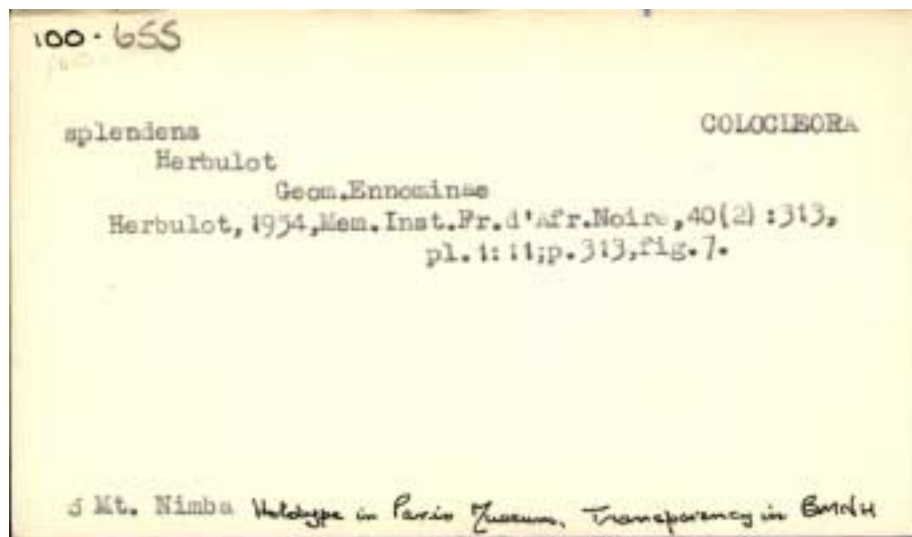 100.655
splendens COLOCLEORA
Herbulot
Geom.Ennominae
Herbulot, 1954,Mem.Inst.Fr.d'Afr.Noire,40(2):313,
pl.1:11;p.313,fig.7.
♂ Mt. Nimba Holotype in Paris Museum. Transparency in BMNH